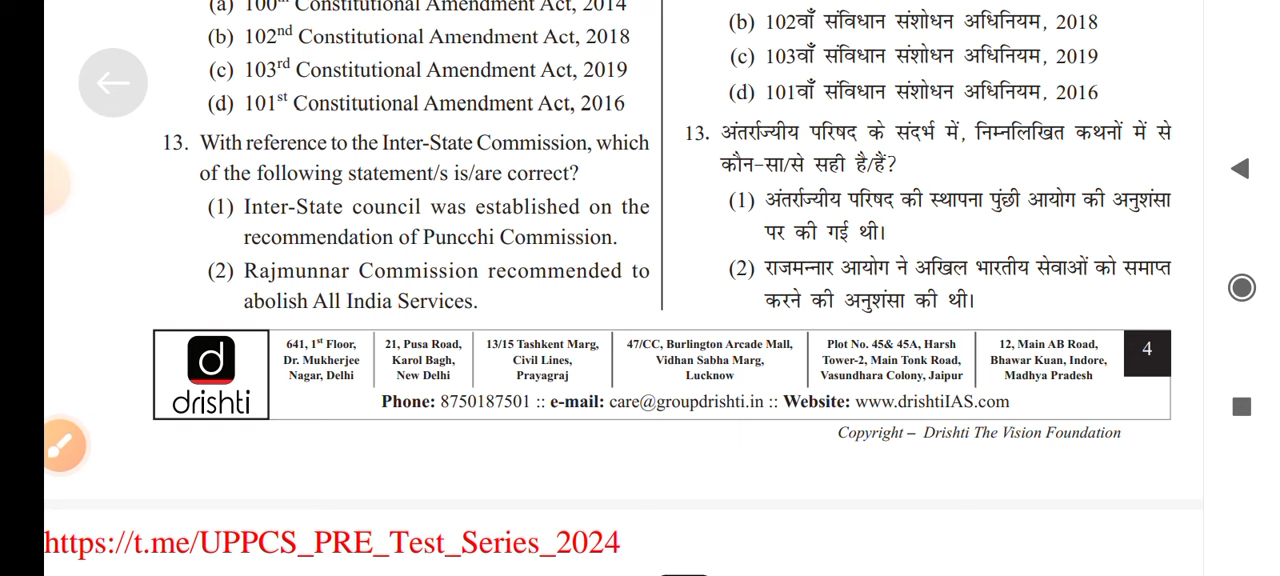 (a) 100th Constitutional Amendment Act, 2014
(b) 102nd Constitutional Amendment Act, 2018
(c) 103rd Constitutional Amendment Act, 2019
(d) 101st Constitutional Amendment Act, 2016
13. With reference to the Inter-State Commission, which
of the following statement/s is/are correct?
(1) Inter-State council was established on the
recommendation of Puncchi Commission.
(2) Rajmunnar Commission recommended to
abolish All India Services.
(b) 102वाँ संविधान संशोधन अधिनियम, 2018
(c) 103वाँ संविधान संशोधन अधिनियम, 2019
(d) 101वाँ संविधान संशोधन अधिनियम, 2016
13. अंतर्राज्यीय परिषद के संदर्भ में, निम्नलिखित कथनों में से
कौन-सा/से सही है/हैं?
(1) अंतर्राज्यीय परिषद की स्थापना पुंछी आयोग की अनुशंसा
पर की गई थी।
(2) राजमन्नार आयोग ने अखिल भारतीय सेवाओं को समाप्त
करने की अनुशंसा की थी।
d
drishti
641, 1st Floor,
Dr. Mukherjee
Nagar, Delhi
21, Pusa Road,
Karol Bagh,
New Delhi
13/15 Tashkent Marg,
Civil Lines,
Prayagraj
47/CC, Burlington Arcade Mall,
Vidhan Sabha Marg,
Lucknow
Plot No. 45& 45A, Harsh
Tower-2, Main Tonk Road,
Vasundhara Colony, Jaipur
12, Main AB Road,
Bhawar Kuan, Indore,
Madhya Pradesh
4
Phone: 8750187501 :: e-mail: care@groupdrishti.in :: Website: www.drishtiIAS.com
Copyright – Drishti The Vision Foundation
https://t.me/UPPCS_PRE_Test_Series_2024